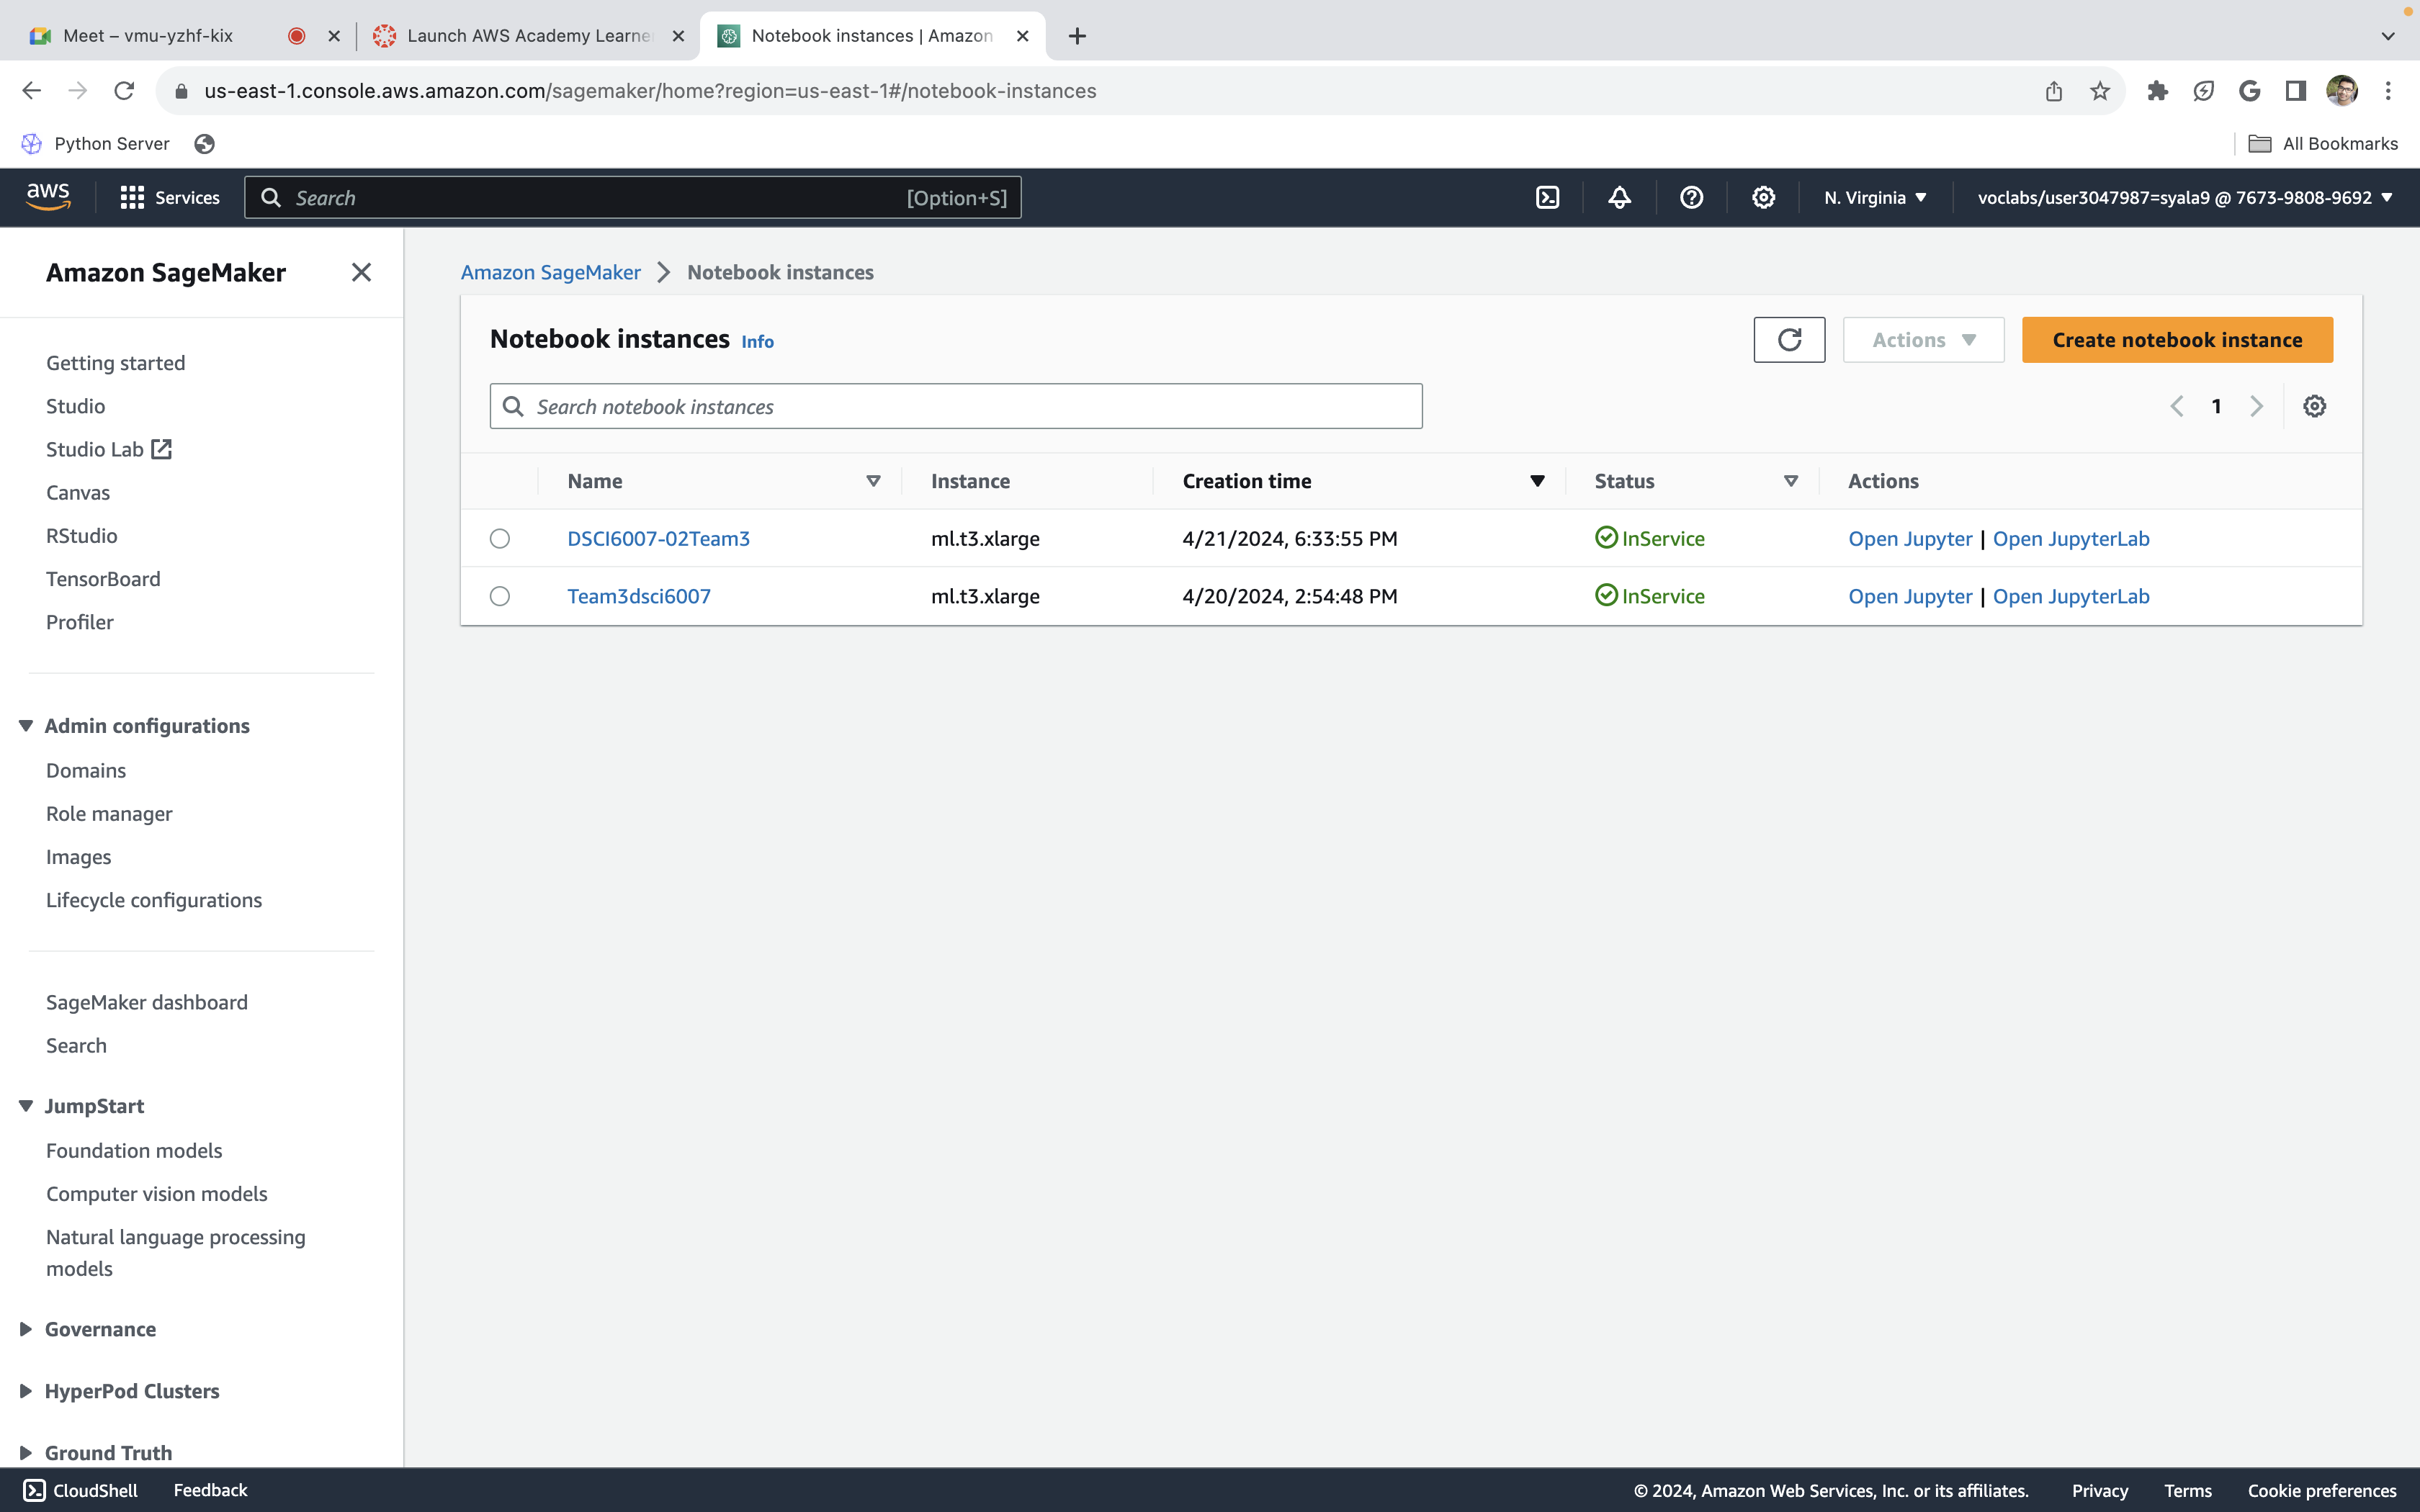 Meet – vmu-yzhf-kix
Launch AWS Academy Learne
Notebook instances | Amazon
us-east-1.console.aws.amazon.com/sagemaker/home?region=us-east-1#/notebook-instances
Python Server
All Bookmarks
aws
Services
Search
[Option+S]
N. Virginia
voclabs/user3047987=syala9 @ 7673-9808-9692
Amazon SageMaker
Getting started
Studio
Studio Lab
Canvas
RStudio
TensorBoard
Profiler
Admin configurations
Domains
Role manager
Images
Lifecycle configurations
SageMaker dashboard
Search
JumpStart
Foundation models
Computer vision models
Natural language processing
models
Governance
HyperPod Clusters
Ground Truth
Amazon SageMaker > Notebook instances
Notebook instances Info
Actions
Create notebook instance
Search notebook instances
1
Name Instance Creation time Status Actions
DSCI6007-02Team3 ml.t3.xlarge 4/21/2024, 6:33:55 PM InService Open Jupyter | Open JupyterLab
Team3dsci6007 ml.t3.xlarge 4/20/2024, 2:54:48 PM InService Open Jupyter | Open JupyterLab
CloudShell Feedback
© 2024, Amazon Web Services, Inc. or its affiliates. Privacy Terms Cookie preferences